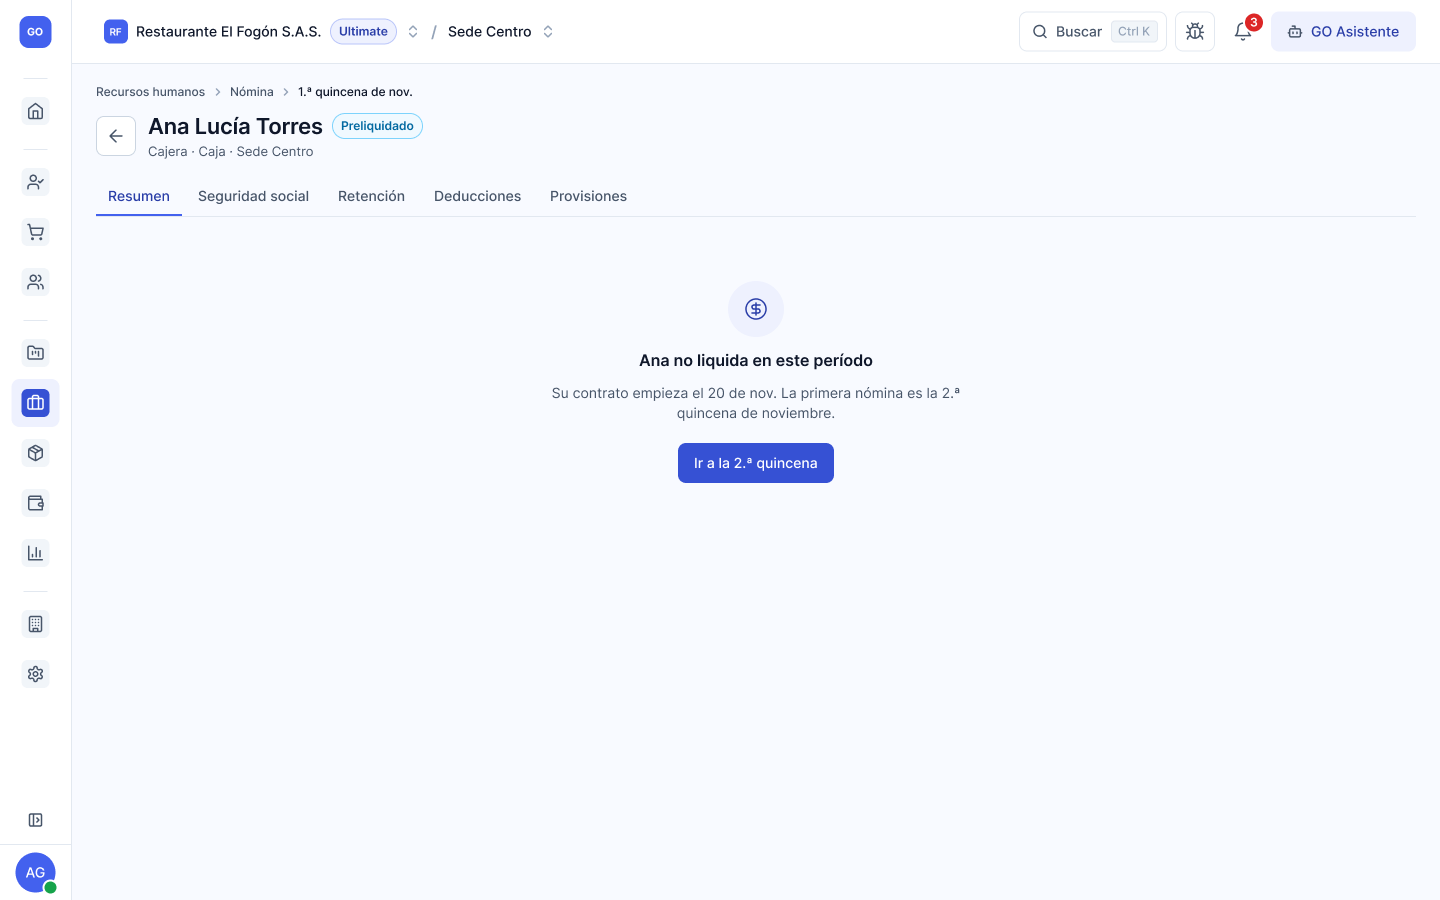 GO
RF
Restaurante El Fogón S.A.S.
Ultimate
/
Sede Centro
Buscar
Ctrl K
3
GO Asistente
Recursos humanos
Nómina
1.ª quincena de nov.
Ana Lucía Torres
Preliquidado
Cajera · Caja · Sede Centro
Resumen
Seguridad social
Retención
Deducciones
Provisiones
Ana no liquida en este período
Su contrato empieza el 20 de nov. La primera nómina es la 2.ª
quincena de noviembre.
Ir a la 2.ª quincena
AG